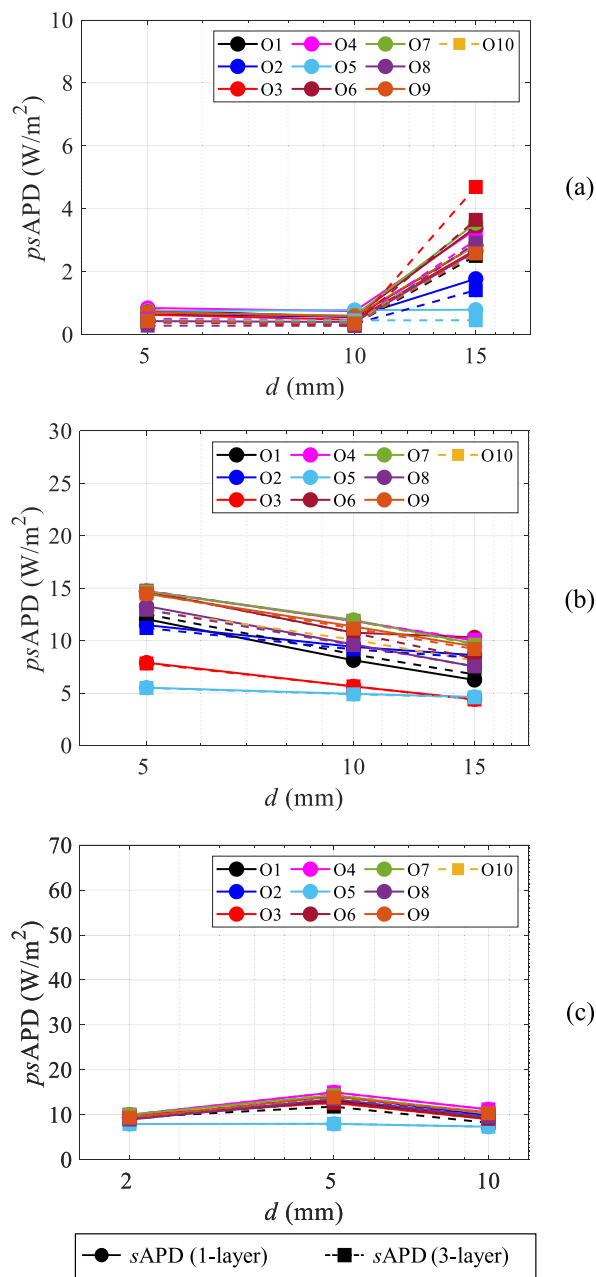 10
8
6
4
2
0
psAPD (W/m²)
O1 O4 O7 O10
O2 O5 O8
O3 O6 O9
5 10 15
d (mm)
(a)
30
25
20
15
10
5
0
psAPD (W/m²)
O1 O4 O7 O10
O2 O5 O8
O3 O6 O9
5 10 15
d (mm)
(b)
70
60
50
40
30
20
10
0
psAPD (W/m²)
O1 O4 O7 O10
O2 O5 O8
O3 O6 O9
2 5 10
d (mm)
(c)
sAPD (1-layer) sAPD (3-layer)